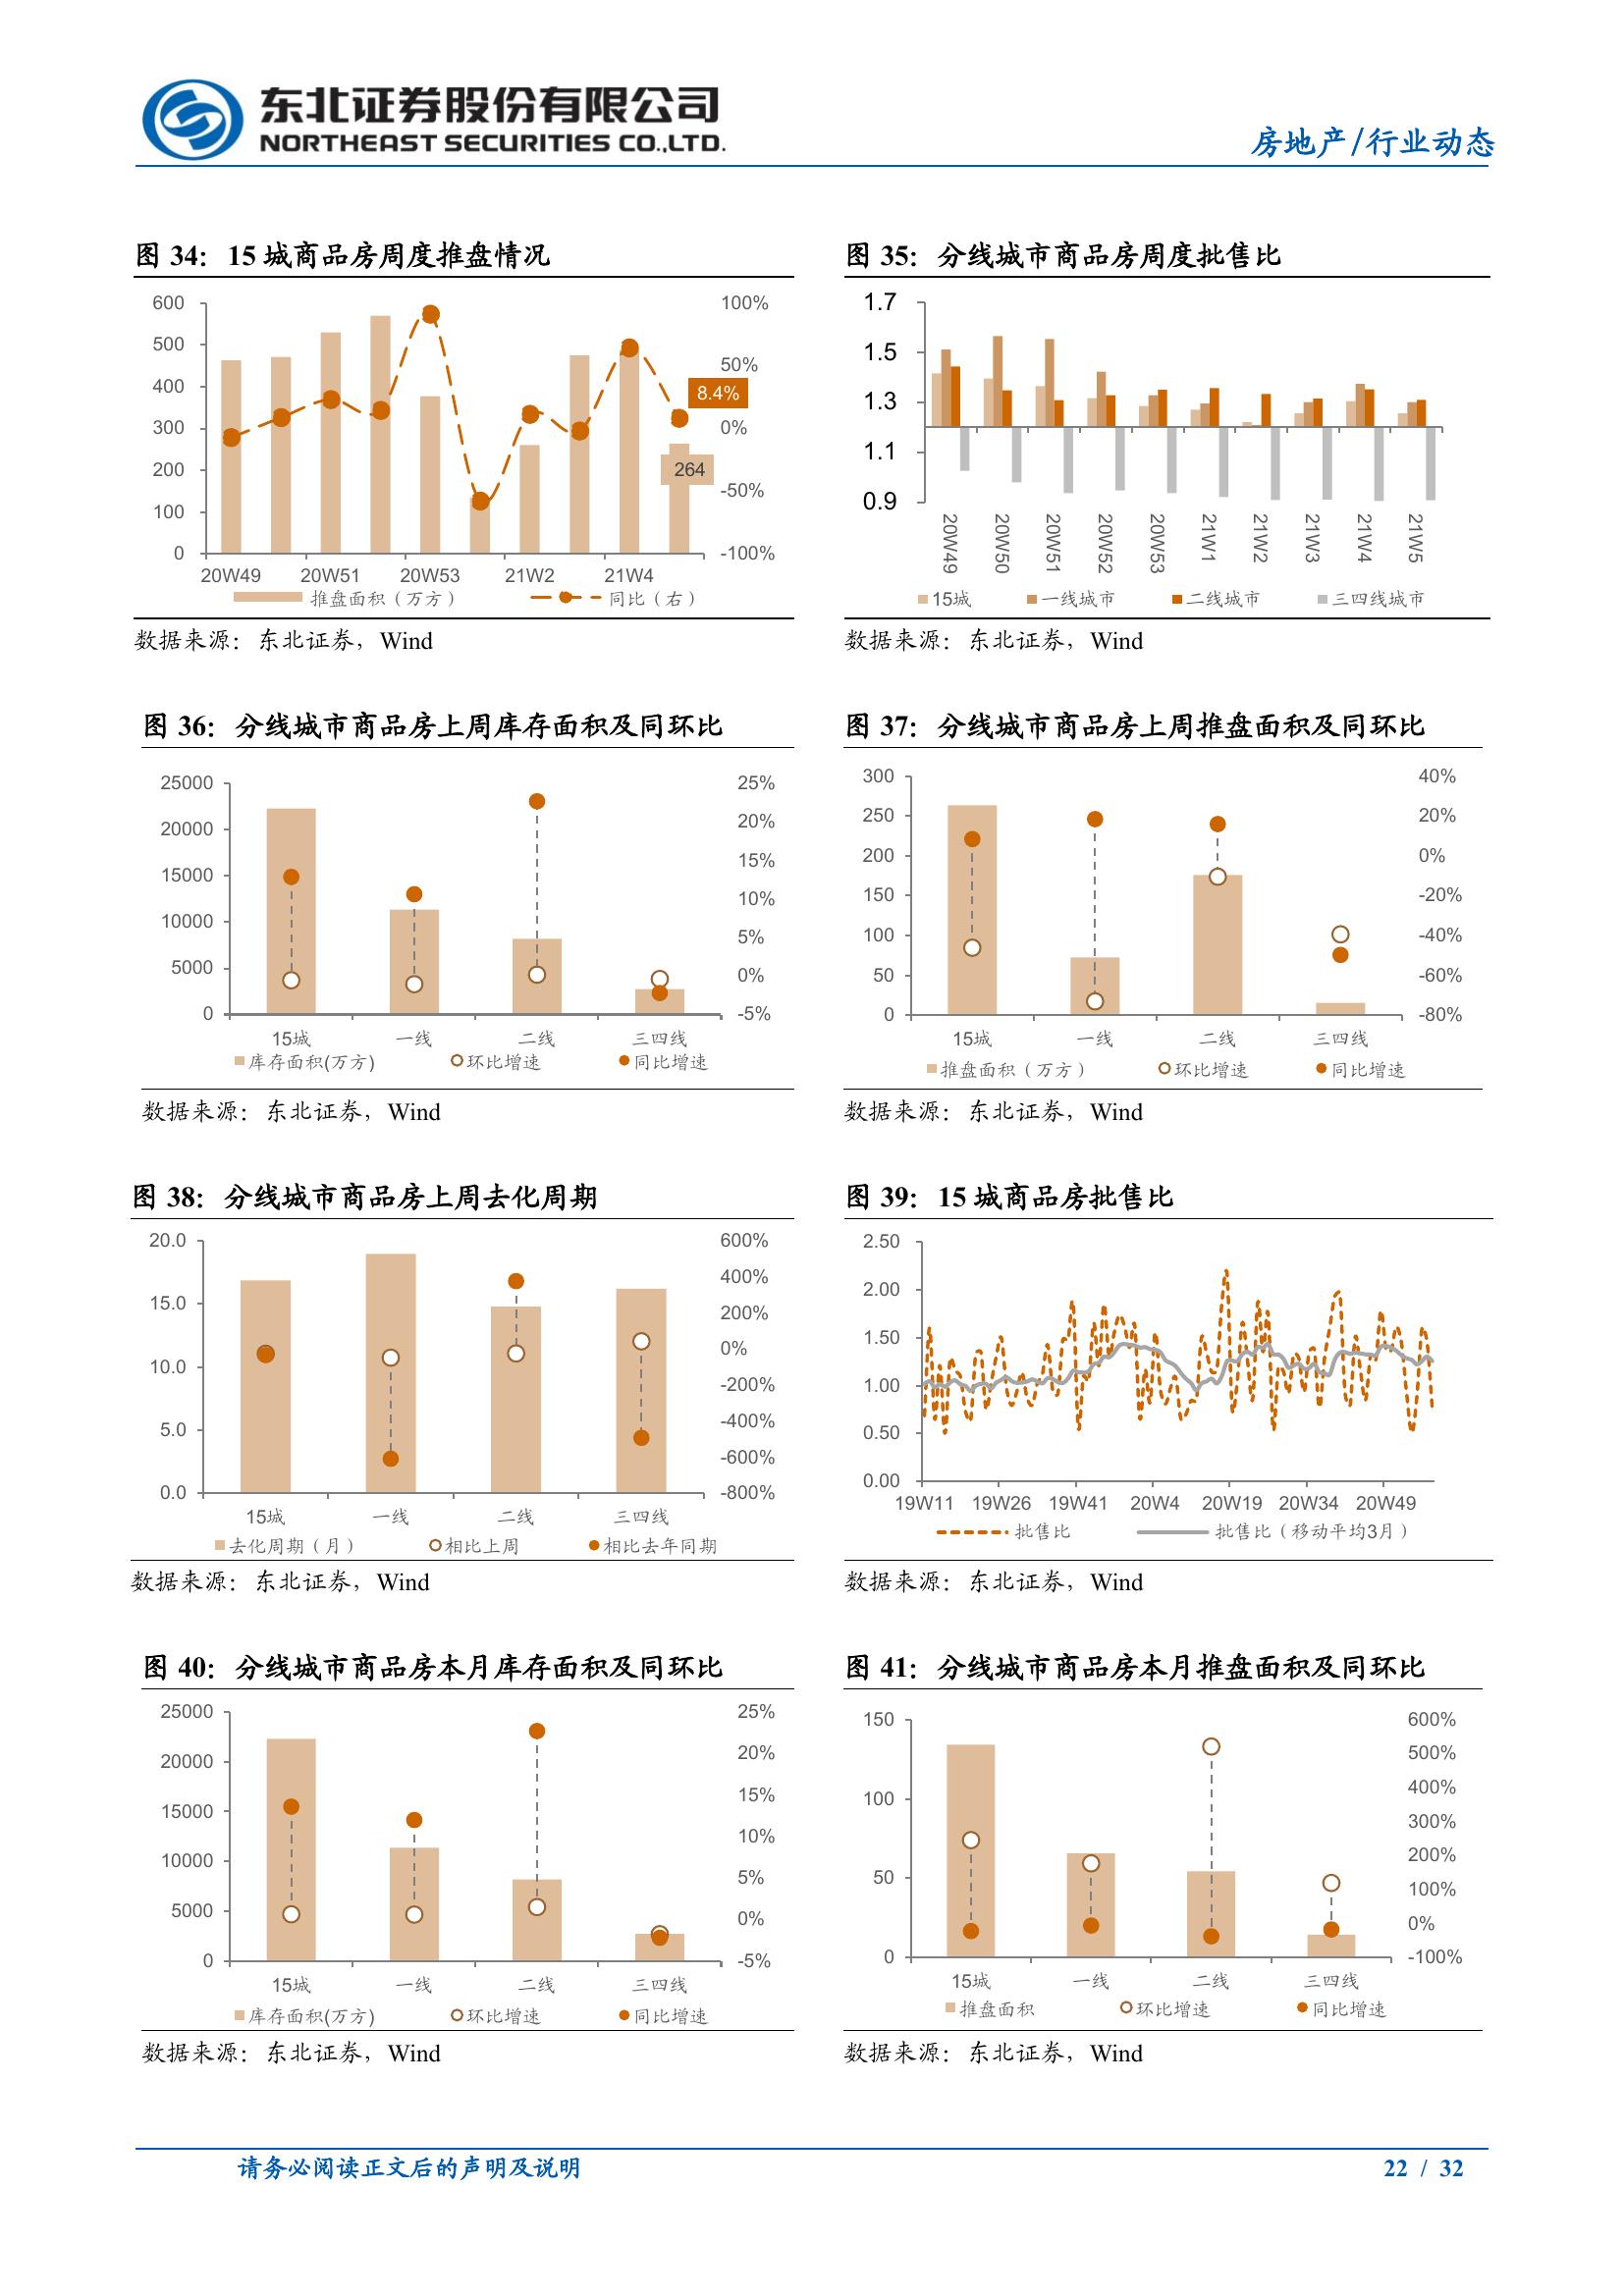 东北证券股份有限公司
NORTHEAST SECURITIES CO.,LTD.
房地产/行业动态
图 34： 15 城商品房周度推盘情况
600
500
400
300
200
100
0
100%
50%
0%
-50%
-100%
8.4%
264
20W49 20W51 20W53 21W2 21W4
推盘面积（万方） 同比（右）
数据来源：东北证券，Wind
图 35： 分线城市商品房周度批售比
1.7
1.5
1.3
1.1
0.9
20W49 20W50 20W51 20W52 20W53 21W1 21W2 21W3 21W4 21W5
15城 一线城市 二线城市 三四线城市
数据来源：东北证券，Wind
图 36： 分线城市商品房上周库存面积及同环比
25000
20000
15000
10000
5000
0
25%
20%
15%
10%
5%
0%
-5%
15城 一线 二线 三四线
库存面积(万方) 环比增速 同比增速
数据来源：东北证券，Wind
图 37： 分线城市商品房上周推盘面积及同环比
300
250
200
150
100
50
0
40%
20%
0%
-20%
-40%
-60%
-80%
15城 一线 二线 三四线
推盘面积（万方） 环比增速 同比增速
数据来源：东北证券，Wind
图 38： 分线城市商品房上周去化周期
20.0
15.0
10.0
5.0
0.0
600%
400%
200%
0%
-200%
-400%
-600%
-800%
15城 一线 二线 三四线
去化周期（月） 相比上周 相比去年同期
数据来源：东北证券，Wind
图 39： 15 城商品房批售比
2.50
2.00
1.50
1.00
0.50
0.00
19W11 19W26 19W41 20W4 20W19 20W34 20W49
批售比 批售比（移动平均3月）
数据来源：东北证券，Wind
图 40： 分线城市商品房本月库存面积及同环比
25000
20000
15000
10000
5000
0
25%
20%
15%
10%
5%
0%
-5%
15城 一线 二线 三四线
库存面积(万方) 环比增速 同比增速
数据来源：东北证券，Wind
图 41： 分线城市商品房本月推盘面积及同环比
150
100
50
0
600%
500%
400%
300%
200%
100%
0%
-100%
15城 一线 二线 三四线
推盘面积 环比增速 同比增速
数据来源：东北证券，Wind
请务必阅读正文后的声明及说明
22 / 32